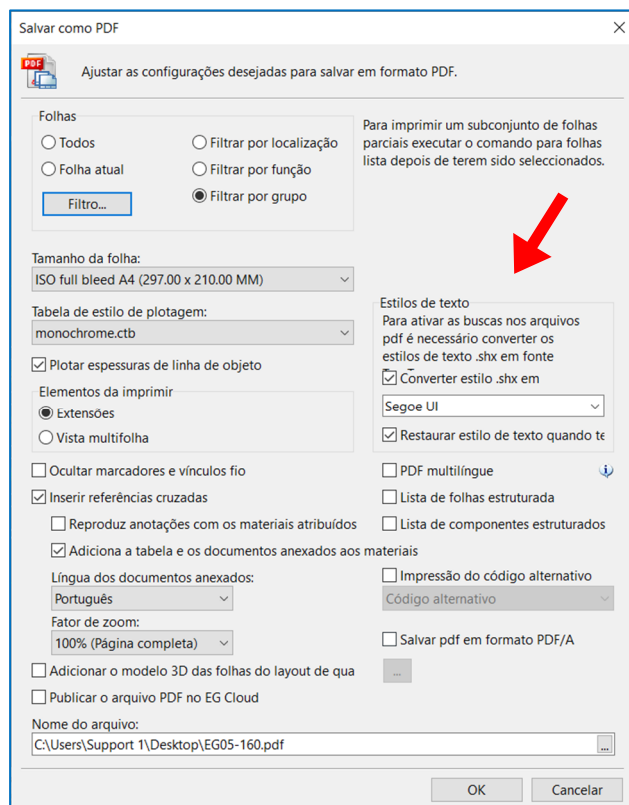 Salvar como PDF
PDF
Ajustar as configurações desejadas para salvar em formato PDF.
Folhas
Todos
Filtrar por localização
Folha atual
Filtrar por função
Filtro...
Filtrar por grupo
Para imprimir um subconjunto de folhas
parciais executar o comando para folhas
lista depois de terem sido seleccionados.
Tamanho da folha:
ISO full bleed A4 (297.00 x 210.00 MM)
Tabela de estilo de plotagem:
monochrome.ctb
Plotar espessuras de linha de objeto
Elementos da imprimir
Extensões
Vista multifolha
Estilos de texto
Para ativar as buscas nos arquivos
pdf é necessário converter os
estilos de texto .shx em fonte
Converter estilo .shx em
Segoe UI
Restaurar estilo de texto quando te
Ocultar marcadores e vínculos fio
PDF multilíngue
Inserir referências cruzadas
Lista de folhas estruturada
Reproduz anotações com os materiais atribuídos
Lista de componentes estruturados
Adiciona a tabela e os documentos anexados aos materiais
Língua dos documentos anexados:
Português
Impressão do código alternativo
Código alternativo
Fator de zoom:
100% (Página completa)
Salvar pdf em formato PDF/A
...
Adicionar o modelo 3D das folhas do layout de qua
Publicar o arquivo PDF no EG Cloud
Nome do arquivo:
C:\Users\Support 1\Desktop\EG05-160.pdf
...
OK
Cancelar